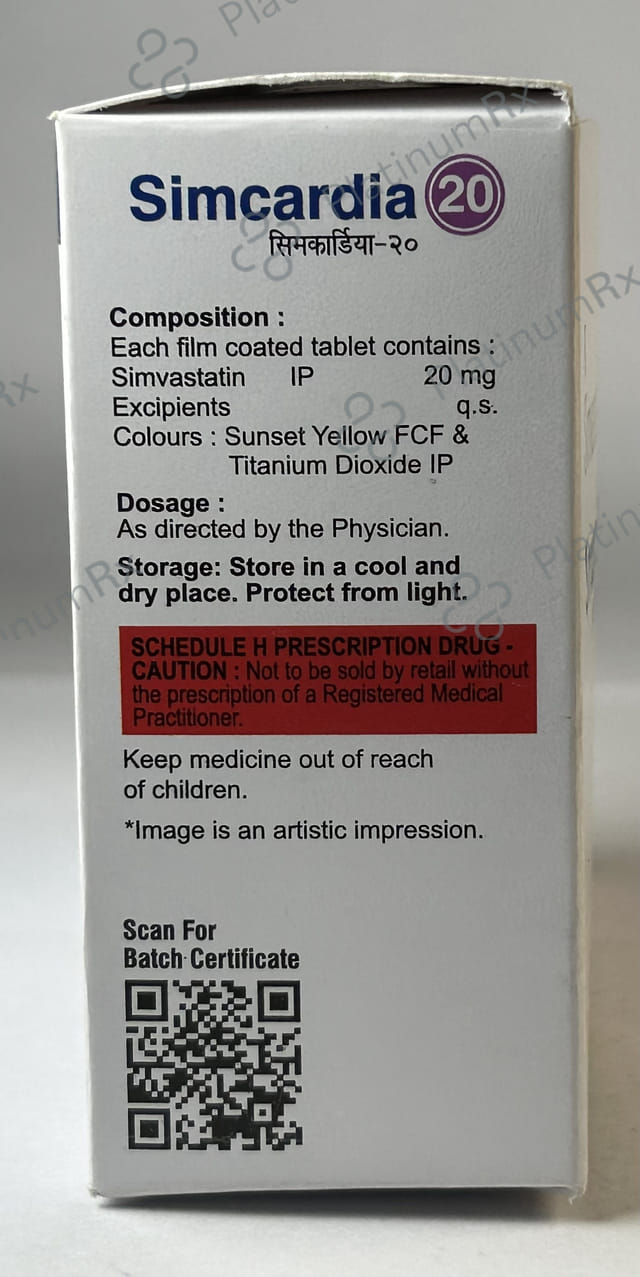 Simcardia 20
सिमकार्डिया-२०
Composition :
Each film coated tablet contains :
Simvastatin IP 20 mg
Excipients q.s.
Colours : Sunset Yellow FCF &
Titanium Dioxide IP
Dosage :
As directed by the Physician.
Storage: Store in a cool and
dry place. Protect from light.
SCHEDULE H PRESCRIPTION DRUG -
CAUTION : Not to be sold by retail without
the prescription of a Registered Medical
Practitioner.
Keep medicine out of reach
of children.
*Image is an artistic impression.
Scan For
Batch Certificate
PlatinumRx